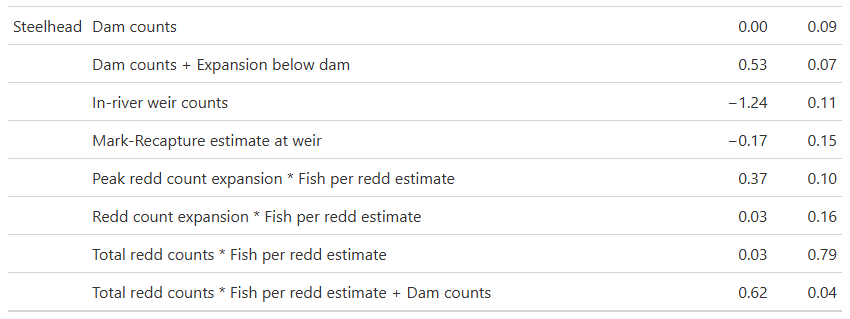 Steelhead Dam counts 0.00 0.09
Dam counts + Expansion below dam 0.53 0.07
In-river weir counts −1.24 0.11
Mark-Recapture estimate at weir −0.17 0.15
Peak redd count expansion * Fish per redd estimate 0.37 0.10
Redd count expansion * Fish per redd estimate 0.03 0.16
Total redd counts * Fish per redd estimate 0.03 0.79
Total redd counts * Fish per redd estimate + Dam counts 0.62 0.04